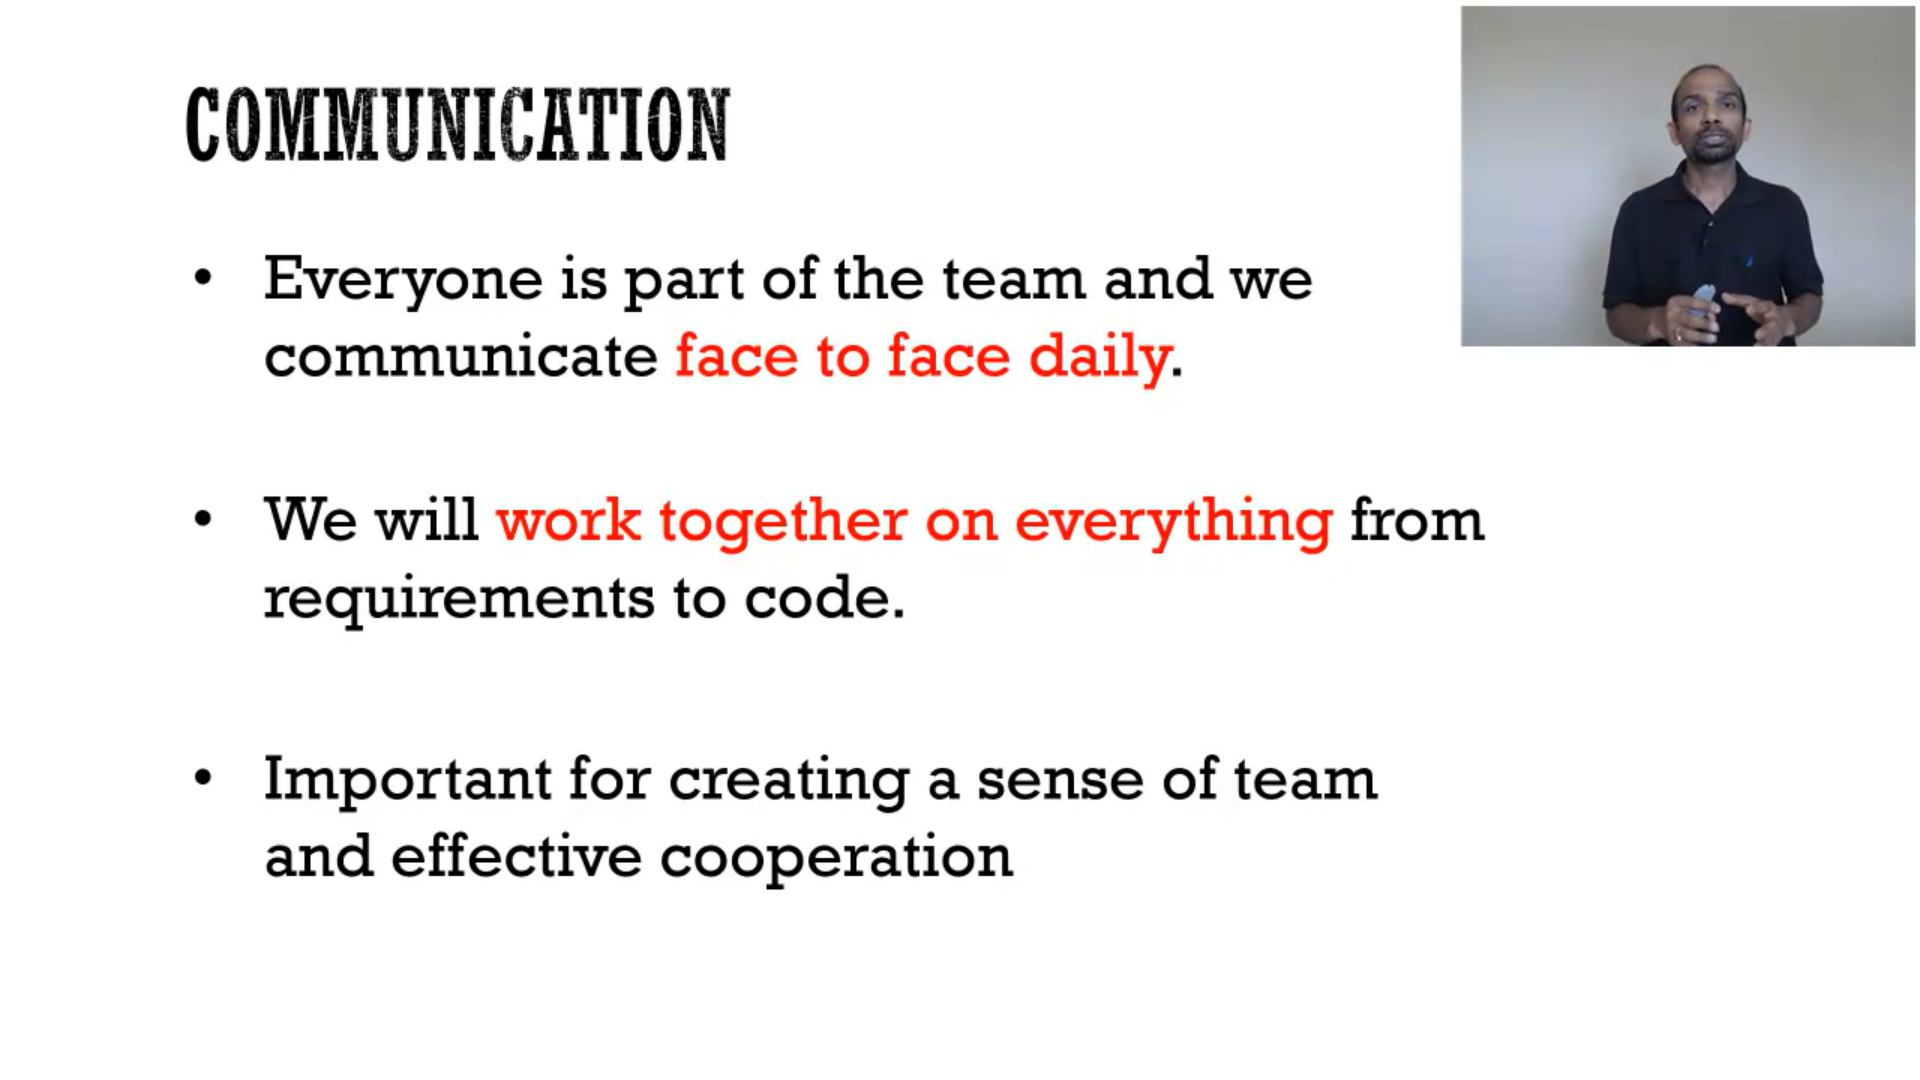 COMMUNICATION
• Everyone is part of the team and we
communicate face to face daily.
• We will work together on everything from
requirements to code.
• Important for creating a sense of team
and effective cooperation